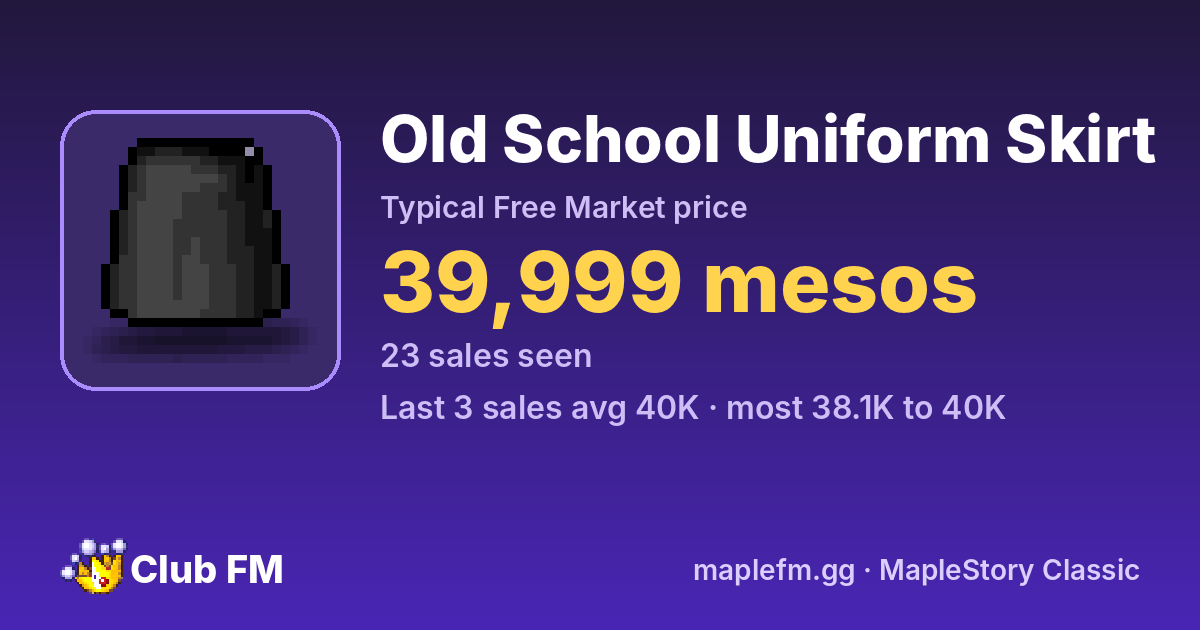 Old School Uniform Skirt
Typical Free Market price
39,999 mesos
23 sales seen
Last 3 sales avg 40K · most 38.1K to 40K
Club FM
maplefm.gg · MapleStory Classic